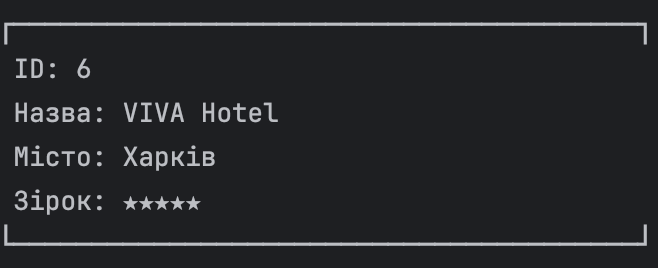 ID: 6
Назва: VIVA Hotel
Місто: Харків
Зірок: ★★★★★